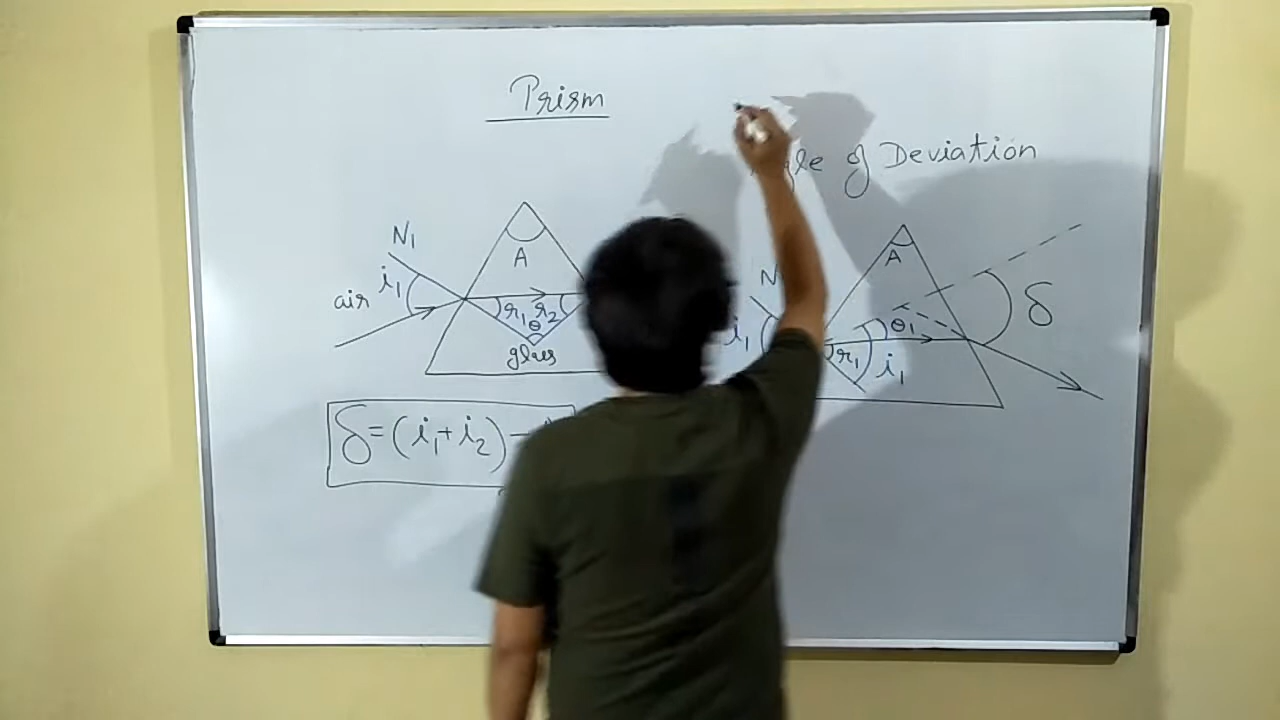 Prism
of Deviation
N1
A
air
i1
r1
r2
θ
glass
δ=(i1+i2)-
A
N
i1
θ1
r1
i1
δ